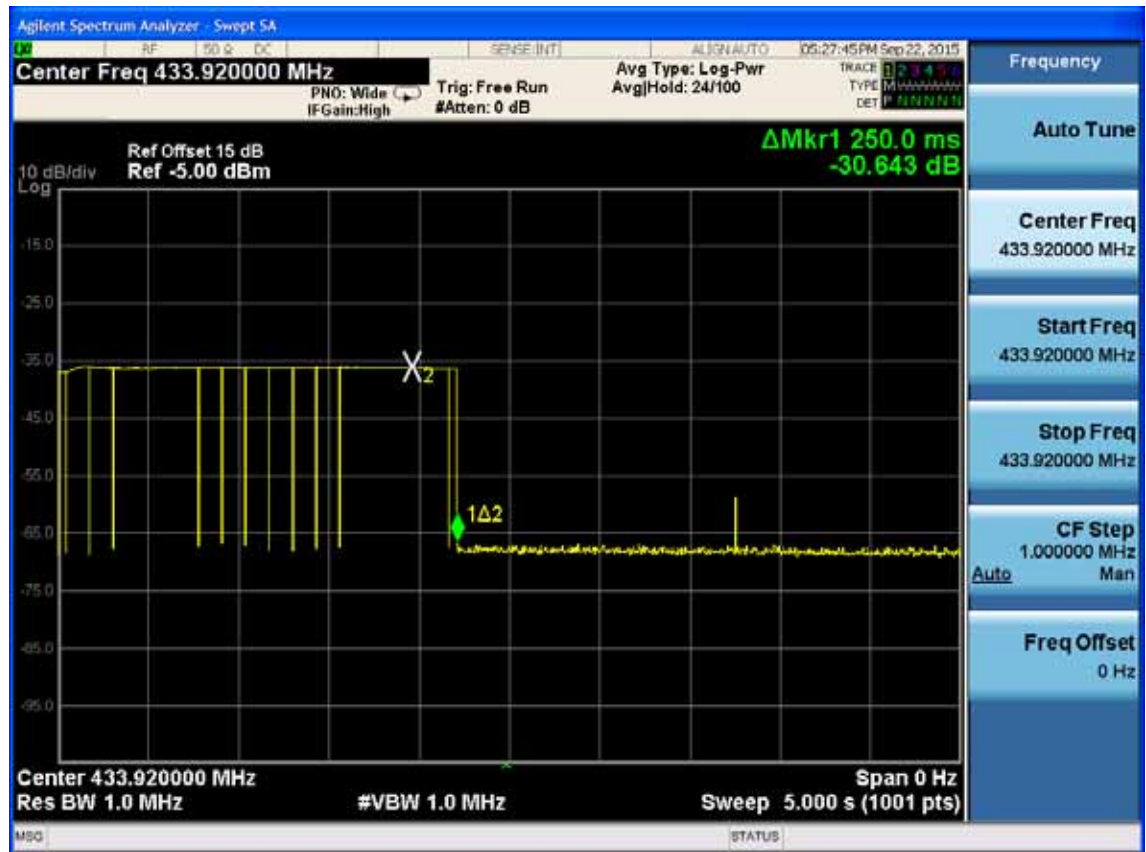 Agilent Spectrum Analyzer - Swept SA
LXI RF 50 Ω DC SENSE:INT ALIGN AUTO 05:27:45 PM Sep 22, 2015
Center Freq 433.920000 MHz
PNO: Wide
IFGain:High
Trig: Free Run
#Atten: 0 dB
Avg Type: Log-Pwr
Avg|Hold: 24/100
TRACE 1 2 3 4 5 6
TYPE M
DET P N N N N N
ΔMkr1 250.0 ms
-30.643 dB
Ref Offset 15 dB
10 dB/div Ref -5.00 dBm
Log
-15.0
-25.0
-35.0
-45.0
-55.0
-65.0
-75.0
-85.0
-95.0
X2
1Δ2
Center 433.920000 MHz
Span 0 Hz
Res BW 1.0 MHz
#VBW 1.0 MHz
Sweep 5.000 s (1001 pts)
MSG
STATUS
Frequency
Auto Tune
Center Freq
433.920000 MHz
Start Freq
433.920000 MHz
Stop Freq
433.920000 MHz
CF Step
1.000000 MHz
Auto Man
Freq Offset
0 Hz